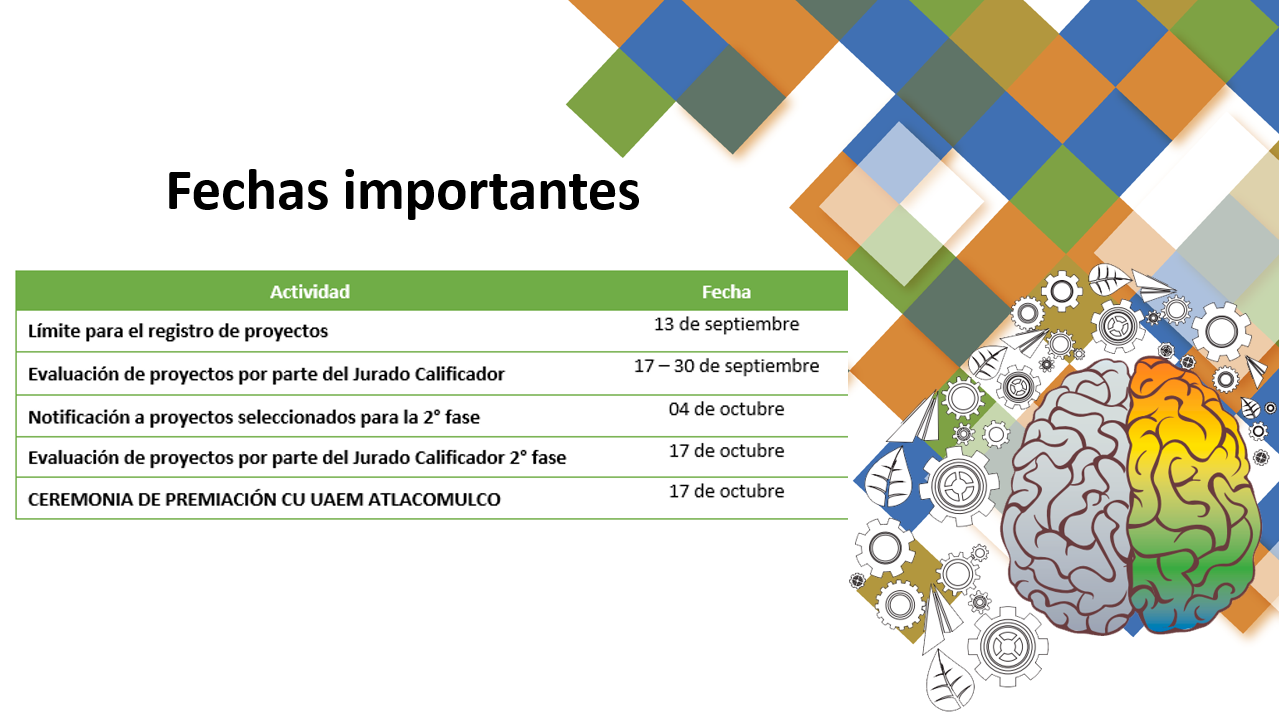 Fechas importantes
Actividad Fecha
Límite para el registro de proyectos 13 de septiembre
Evaluación de proyectos por parte del Jurado Calificador 17 – 30 de septiembre
Notificación a proyectos seleccionados para la 2° fase 04 de octubre
Evaluación de proyectos por parte del Jurado Calificador 2° fase 17 de octubre
CEREMONIA DE PREMIACIÓN CU UAEM ATLACOMULCO 17 de octubre